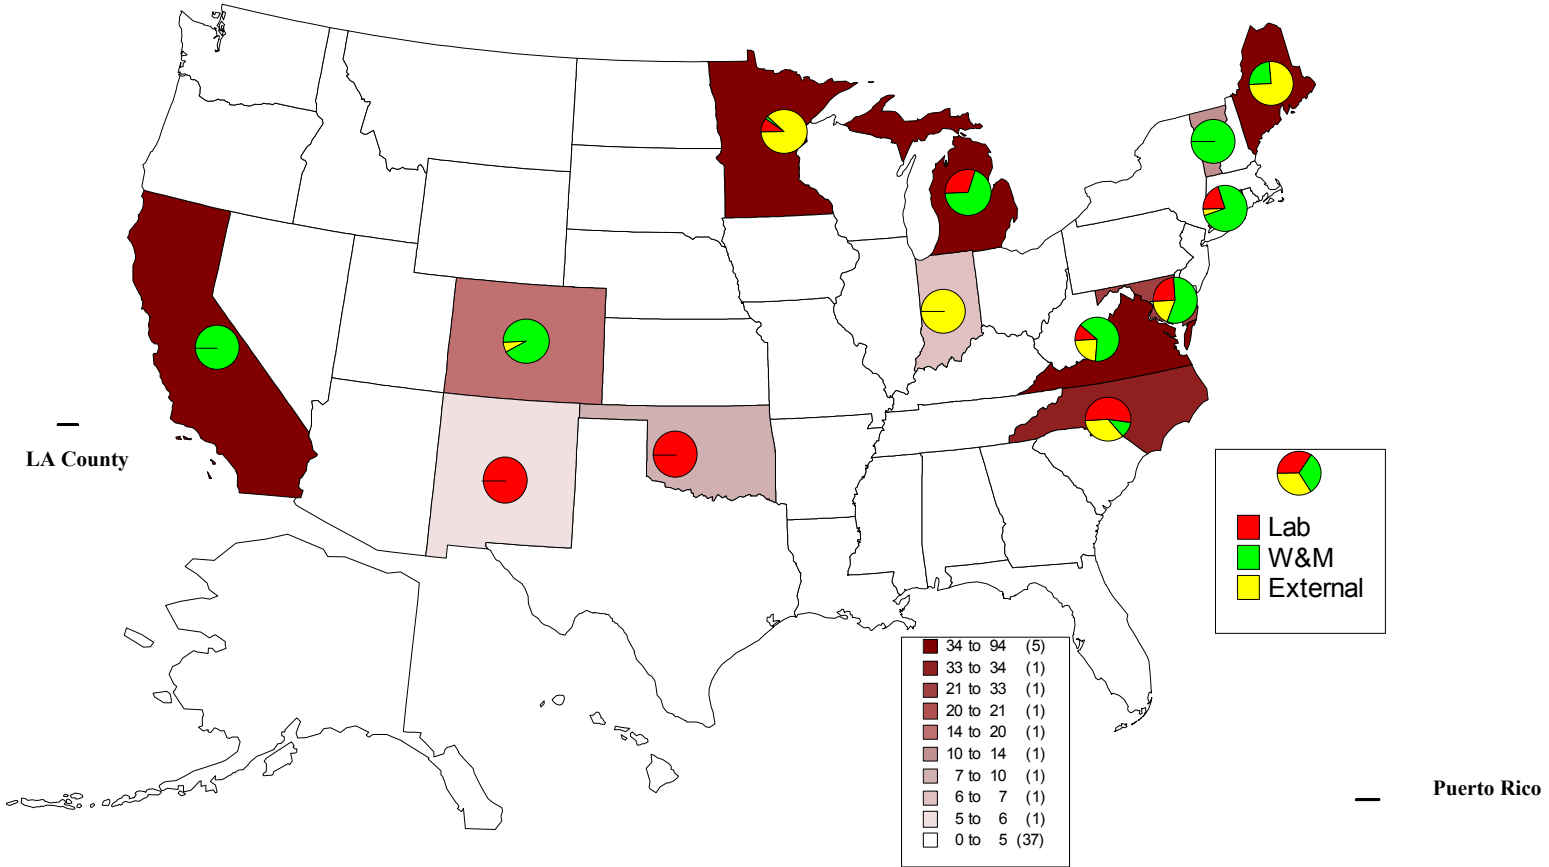 LA County
Lab
W&M
External
34 to 94 (5)
33 to 34 (1)
21 to 33 (1)
20 to 21 (1)
14 to 20 (1)
10 to 14 (1)
7 to 10 (1)
6 to 7 (1)
5 to 6 (1)
0 to 5 (37)
Puerto Rico